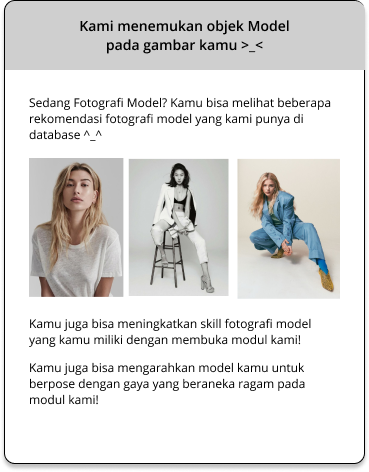 Kami menemukan objek Model
pada gambar kamu >_<
Sedang Fotografi Model? Kamu bisa melihat beberapa
rekomendasi fotografi model yang kami punya di
database ^_^
Kamu juga bisa meningkatkan skill fotografi model
yang kamu miliki dengan membuka modul kami!
Kamu juga bisa mengarahkan model kamu untuk
berpose dengan gaya yang beraneka ragam pada
modul kami!